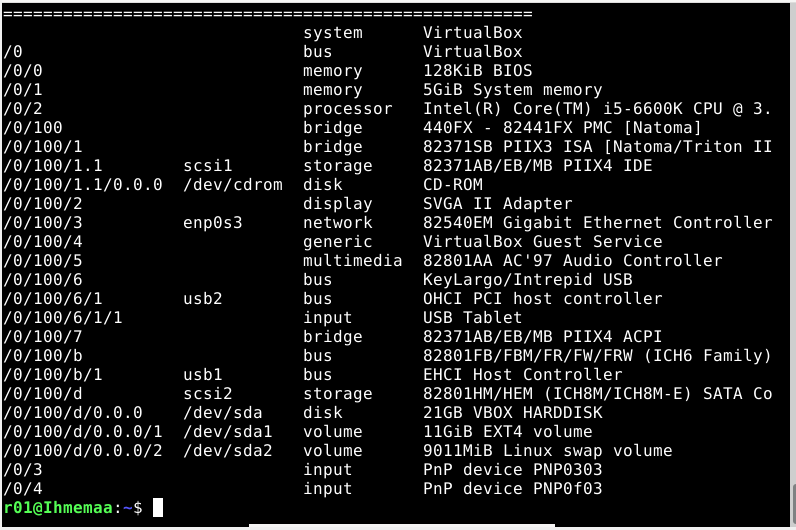 =====================================================
system VirtualBox
/0 bus VirtualBox
/0/0 memory 128KiB BIOS
/0/1 memory 5GiB System memory
/0/2 processor Intel(R) Core(TM) i5-6600K CPU @ 3.
/0/100 bridge 440FX - 82441FX PMC [Natoma]
/0/100/1 bridge 82371SB PIIX3 ISA [Natoma/Triton II
/0/100/1.1 scsi1 storage 82371AB/EB/MB PIIX4 IDE
/0/100/1.1/0.0.0 /dev/cdrom disk CD-ROM
/0/100/2 display SVGA II Adapter
/0/100/3 enp0s3 network 82540EM Gigabit Ethernet Controller
/0/100/4 generic VirtualBox Guest Service
/0/100/5 multimedia 82801AA AC'97 Audio Controller
/0/100/6 bus KeyLargo/Intrepid USB
/0/100/6/1 usb2 bus OHCI PCI host controller
/0/100/6/1/1 input USB Tablet
/0/100/7 bridge 82371AB/EB/MB PIIX4 ACPI
/0/100/b bus 82801FB/FBM/FR/FW/FRW (ICH6 Family)
/0/100/b/1 usb1 bus EHCI Host Controller
/0/100/d scsi2 storage 82801HM/HEM (ICH8M/ICH8M-E) SATA Co
/0/100/d/0.0.0 /dev/sda disk 21GB VBOX HARDDISK
/0/100/d/0.0.0/1 /dev/sda1 volume 11GiB EXT4 volume
/0/100/d/0.0.0/2 /dev/sda2 volume 9011MiB Linux swap volume
/0/3 input PnP device PNP0303
/0/4 input PnP device PNP0f03
r01@Ihmemaa:~$